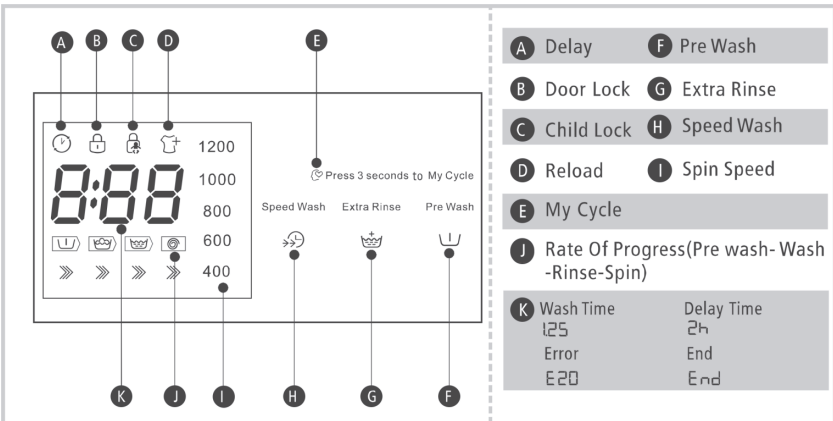 A B C D E
1200
8:88 1000
800
600
400
Press 3 seconds to My Cycle
Speed Wash Extra Rinse Pre Wash
K J I H G F
A Delay F Pre Wash
B Door Lock G Extra Rinse
C Child Lock H Speed Wash
D Reload I Spin Speed
E My Cycle
J Rate Of Progress(Pre wash- Wash
-Rinse-Spin)
K Wash Time Delay Time
1.25 2h
Error End
E20 End